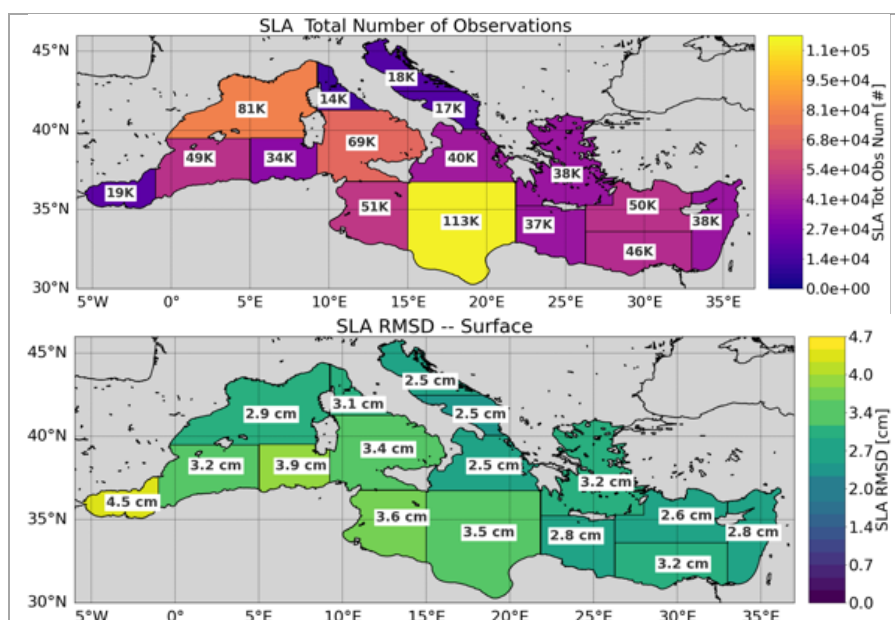 SLA Total Number of Observations
45°N
40°N
35°N
30°N
5°W 0° 5°E 10°E 15°E 20°E 25°E 30°E 35°E
81K
14K
18K
17K
49K
34K
69K
40K
38K
19K
51K
113K
37K
50K
38K
46K
1.1e+05
9.5e+04
8.1e+04
6.8e+04
5.4e+04
4.1e+04
2.7e+04
1.4e+04
0.0e+00
SLA Tot Obs Num [#]
SLA RMSD -- Surface
45°N
40°N
35°N
30°N
5°W 0° 5°E 10°E 15°E 20°E 25°E 30°E 35°E
2.9 cm
3.1 cm
2.5 cm
2.5 cm
3.2 cm
3.9 cm
3.4 cm
2.5 cm
3.2 cm
4.5 cm
3.6 cm
3.5 cm
2.8 cm
2.6 cm
2.8 cm
3.2 cm
4.7
4.0
3.4
2.7
2.0
1.4
0.7
0.0
SLA RMSD [cm]